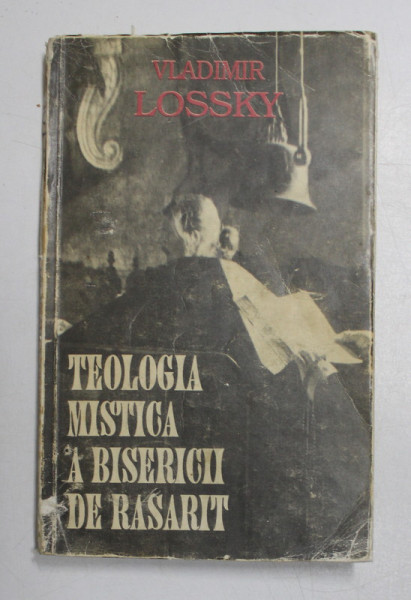 VLADIMIR
LOSSKY
TEOLOGIA
MISTICA
A BISERICII
DE RASARIT